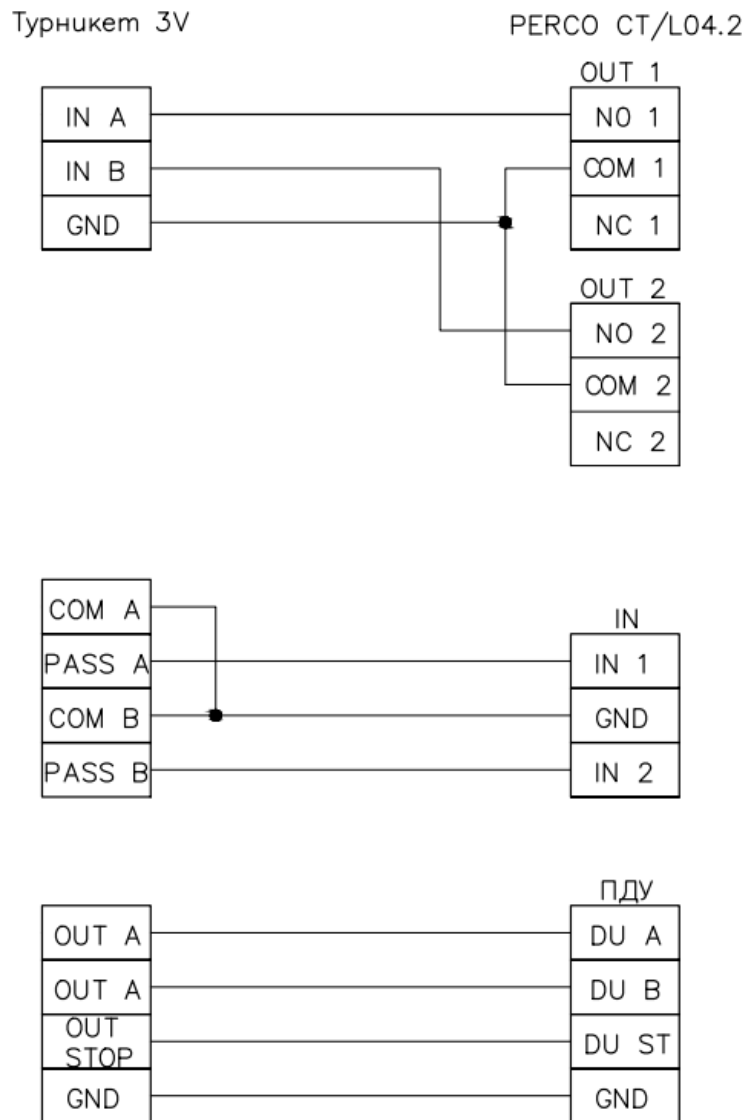 Турникет 3V
PERCO CT/L04.2
OUT 1
IN A
NO 1
IN B
COM 1
GND
NC 1
OUT 2
NO 2
COM 2
NC 2
COM A
IN
PASS A
IN 1
COM B
GND
PASS B
IN 2
ПДУ
OUT A
DU A
OUT A
DU B
OUT
STOP
DU ST
GND
GND